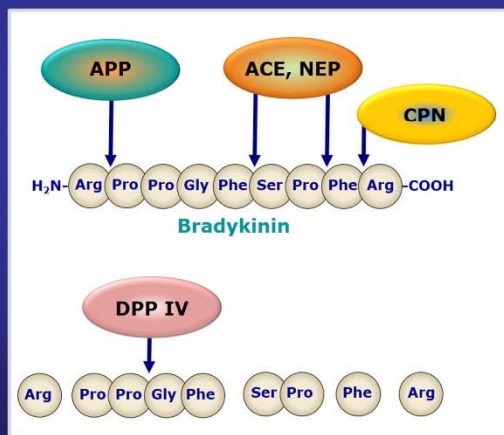 APP
ACE, NEP
CPN
H₂N-Arg Pro Pro Gly Phe Ser Pro Phe Arg-COOH
Bradykinin
DPP IV
Arg Pro Pro Gly Phe Ser Pro Phe Arg